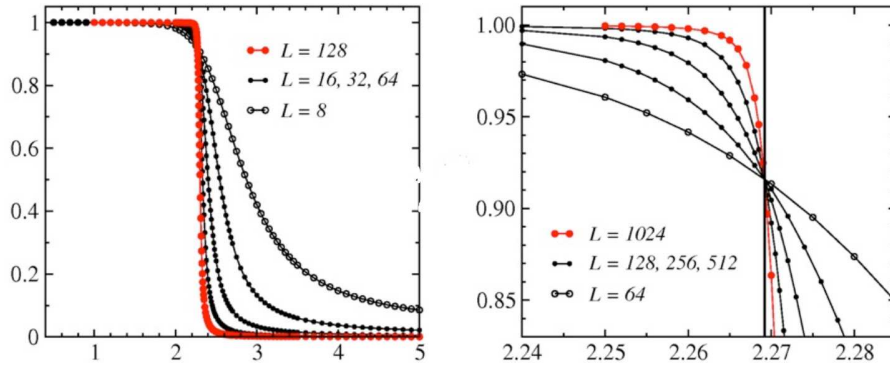 1
0.8
0.6
0.4
0.2
0
L = 128
L = 16, 32, 64
L = 8
1 2 3 4 5
1.00
0.95
0.90
0.85
L = 1024
L = 128, 256, 512
L = 64
2.24 2.25 2.26 2.27 2.28